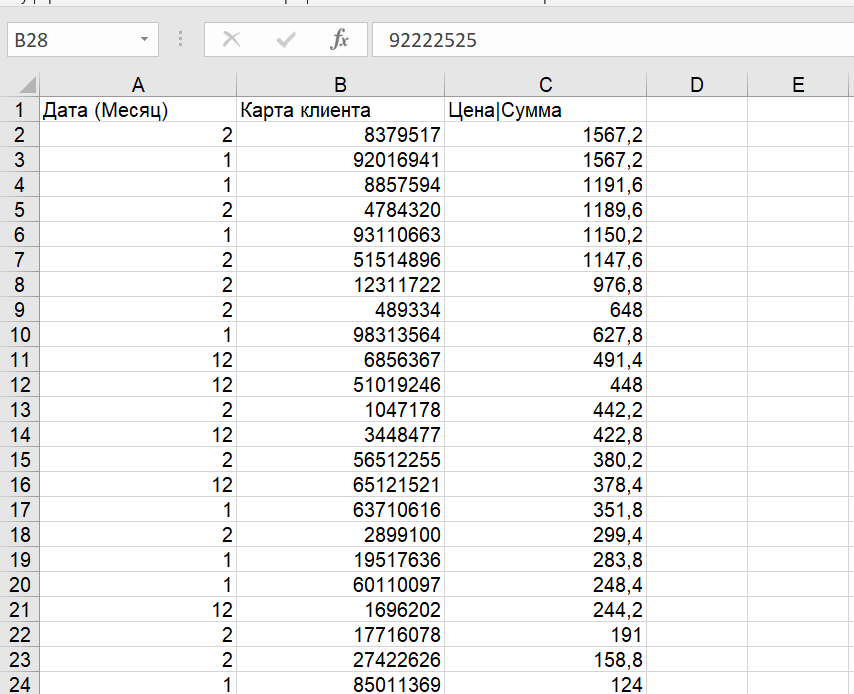 B28 fx 92222525
A B C D E
1 Дата (Месяц) Карта клиента Цена|Сумма
2 2 8379517 1567,2
3 1 92016941 1567,2
4 1 8857594 1191,6
5 2 4784320 1189,6
6 1 93110663 1150,2
7 2 51514896 1147,6
8 2 12311722 976,8
9 2 489334 648
10 1 98313564 627,8
11 12 6856367 491,4
12 12 51019246 448
13 2 1047178 442,2
14 12 3448477 422,8
15 2 56512255 380,2
16 12 65121521 378,4
17 1 63710616 351,8
18 2 2899100 299,4
19 1 19517636 283,8
20 1 60110097 248,4
21 12 1696202 244,2
22 2 17716078 191
23 2 27422626 158,8
24 1 85011369 124